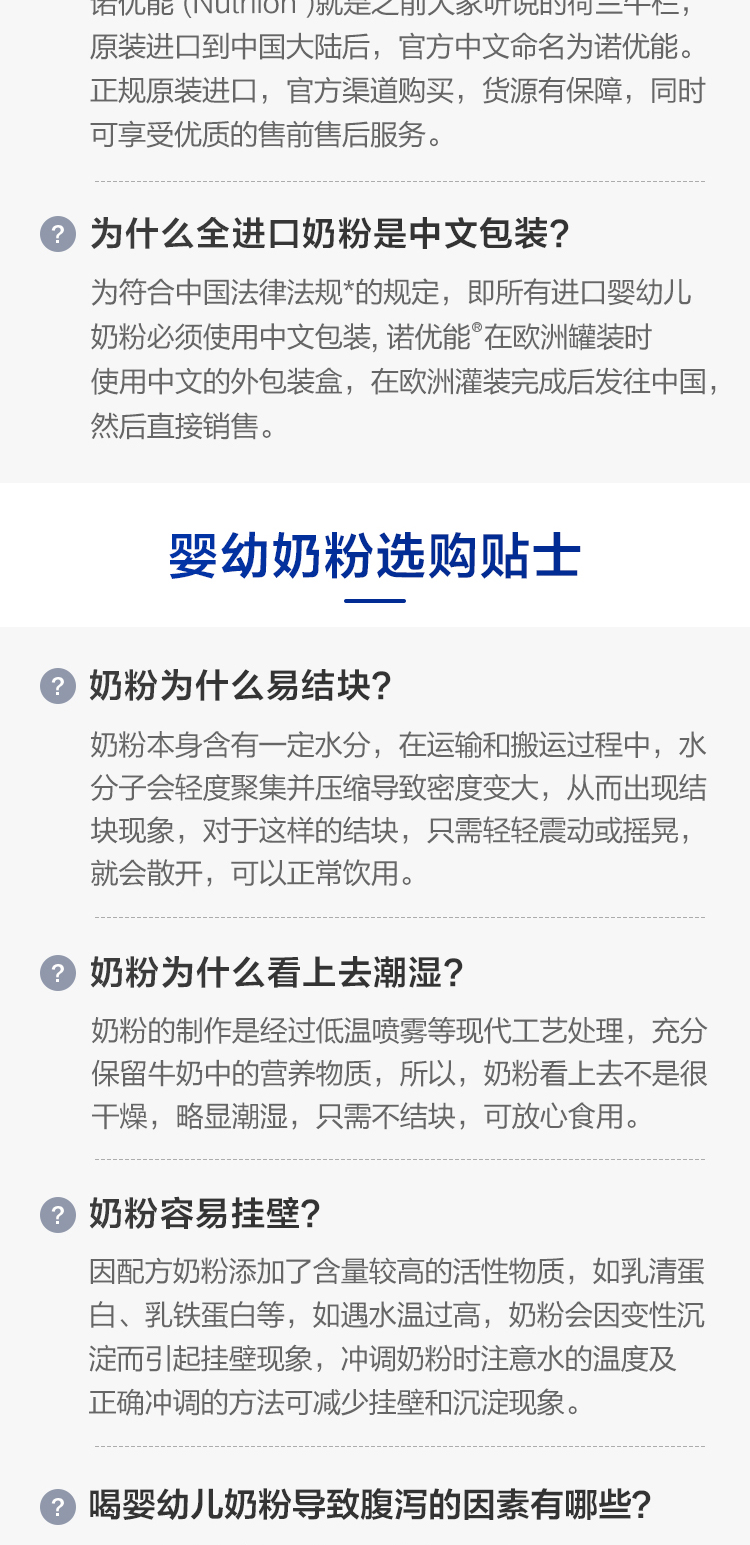 诺优能 (Nutrilon )就是之前大家听说的荷兰牛栏，
原装进口到中国大陆后，官方中文命名为诺优能。
正规原装进口，官方渠道购买，货源有保障，同时
可享受优质的售前售后服务。
? 为什么全进口奶粉是中文包装？
为符合中国法律法规*的规定，即所有进口婴幼儿
奶粉必须使用中文包装, 诺优能®在欧洲罐装时
使用中文的外包装盒，在欧洲灌装完成后发往中国，
然后直接销售。
婴幼奶粉选购贴士
? 奶粉为什么易结块？
奶粉本身含有一定水分，在运输和搬运过程中，水
分子会轻度聚集并压缩导致密度变大，从而出现结
块现象，对于这样的结块，只需轻轻震动或摇晃，
就会散开，可以正常饮用。
? 奶粉为什么看上去潮湿？
奶粉的制作是经过低温喷雾等现代工艺处理，充分
保留牛奶中的营养物质，所以，奶粉看上去不是很
干燥，略显潮湿，只需不结块，可放心食用。
? 奶粉容易挂壁？
因配方奶粉添加了含量较高的活性物质，如乳清蛋
白、乳铁蛋白等，如遇水温过高，奶粉会因变性沉
淀而引起挂壁现象，冲调奶粉时注意水的温度及
正确冲调的方法可减少挂壁和沉淀现象。
? 喝婴幼儿奶粉导致腹泻的因素有哪些？